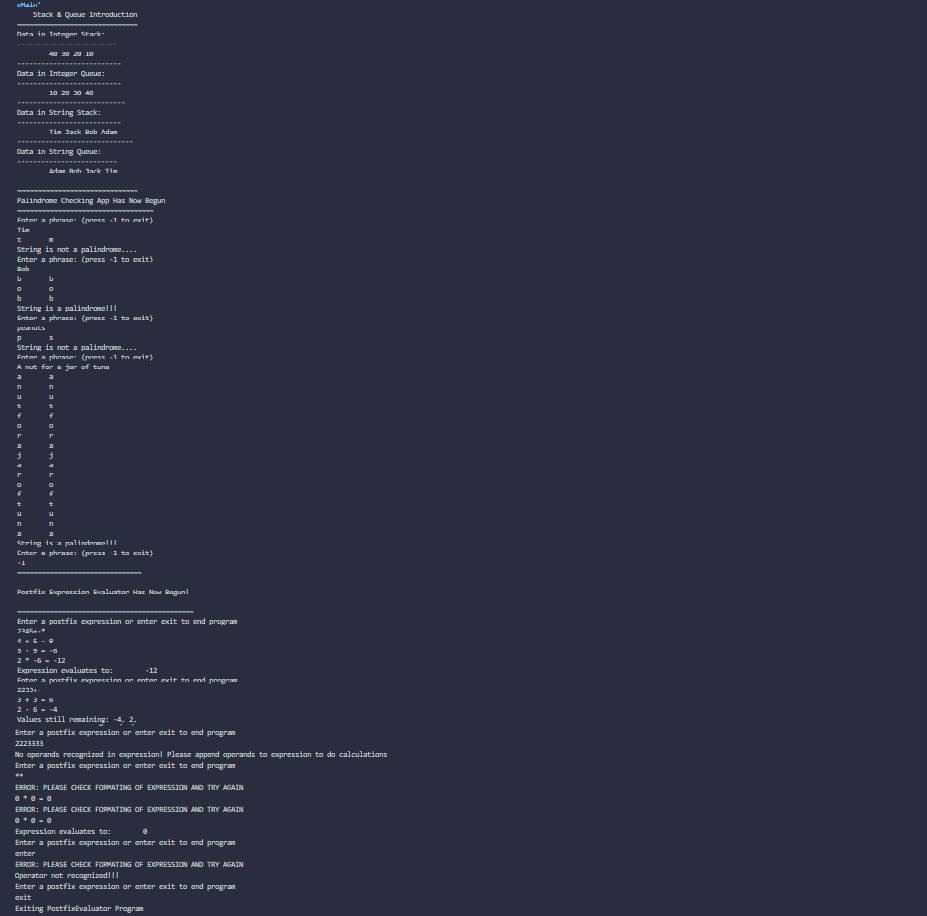 eMain'
Stack & Queue Introduction
~~~~~~~~~~~~~~~~~~~~~~~~~~~~~~
Data in Integer Stack:
-------------------------
40 30 20 10
--------------------------
Data in Integer Queue:
--------------------------
10 20 30 40
---------------------------
Data in String Stack:
--------------------------
Tim Jack Bob Adam
-----------------------------
Data in String Queue:
-------------------------
Adam Bob Jack Tim
~~~~~~~~~~~~~~~~~~~~~~~~~~~~~~
Palindrome Checking App Has Now Begun
~~~~~~~~~~~~~~~~~~~~~~~~~~~~~~~~~~
Enter a phrase: (press -1 to exit)
Tim
t m
String is not a palindrome....
Enter a phrase: (press -1 to exit)
Bob
b b
o o
b b
String is a palindrome!!!
Enter a phrase: (press -1 to exit)
peanuts
p s
String is not a palindrome....
Enter a phrase: (press -1 to exit)
A nut for a jar of tuna
a a
n n
u u
t t
f f
o o
r r
a a
j j
a a
r r
o o
f f
t t
u u
n n
a a
String is a palindrome!!!
Enter a phrase: (press -1 to exit)
-1
~~~~~~~~~~~~~~~~~~~~~~~~~~~~~~~
Postfix Expression Evaluator Has Now Begun!
~~~~~~~~~~~~~~~~~~~~~~~~~~~~~~~~~~~~~~~~~~~~
Enter a postfix expression or enter exit to end program
2345+-*
4 + 5 = 9
3 - 9 = -6
2 * -6 = -12
Expression evaluates to: -12
Enter a postfix expression or enter exit to end program
2233+-
3 + 3 = 6
2 - 6 = -4
Values still remaining: -4, 2,
Enter a postfix expression or enter exit to end program
2223333
No operands recognized in expression! Please append operands to expression to do calculations
Enter a postfix expression or enter exit to end program
**
ERROR: PLEASE CHECK FORMATING OF EXPRESSION AND TRY AGAIN
0 * 0 = 0
ERROR: PLEASE CHECK FORMATING OF EXPRESSION AND TRY AGAIN
0 * 0 = 0
Expression evaluates to: 0
Enter a postfix expression or enter exit to end program
enter
ERROR: PLEASE CHECK FORMATING OF EXPRESSION AND TRY AGAIN
Operator not recognized!!!
Enter a postfix expression or enter exit to end program
exit
Exiting PostfixEvaluator Program